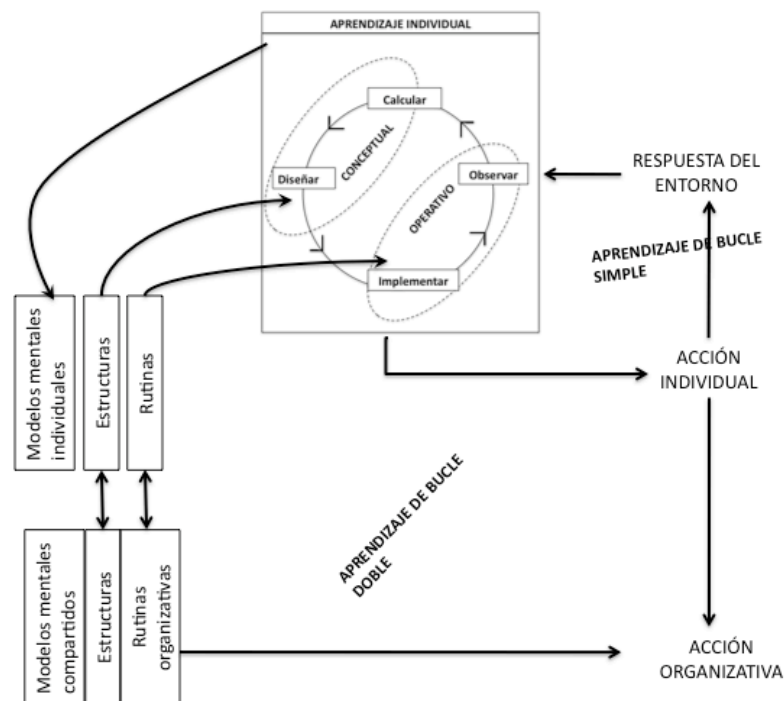 APRENDIZAJE INDIVIDUAL
Calcular
CONCEPTUAL
Diseñar
Observar
OPERATIVO
Implementar
RESPUESTA DEL
ENTORNO
APRENDIZAJE DE BUCLE
SIMPLE
ACCIÓN
INDIVIDUAL
Modelos mentales
individuales
Estructuras
Rutinas
APRENDIZAJE DE BUCLE
DOBLE
Modelos mentales
compartidos
Estructuras
Rutinas
organizativas
ACCIÓN
ORGANIZATIVA